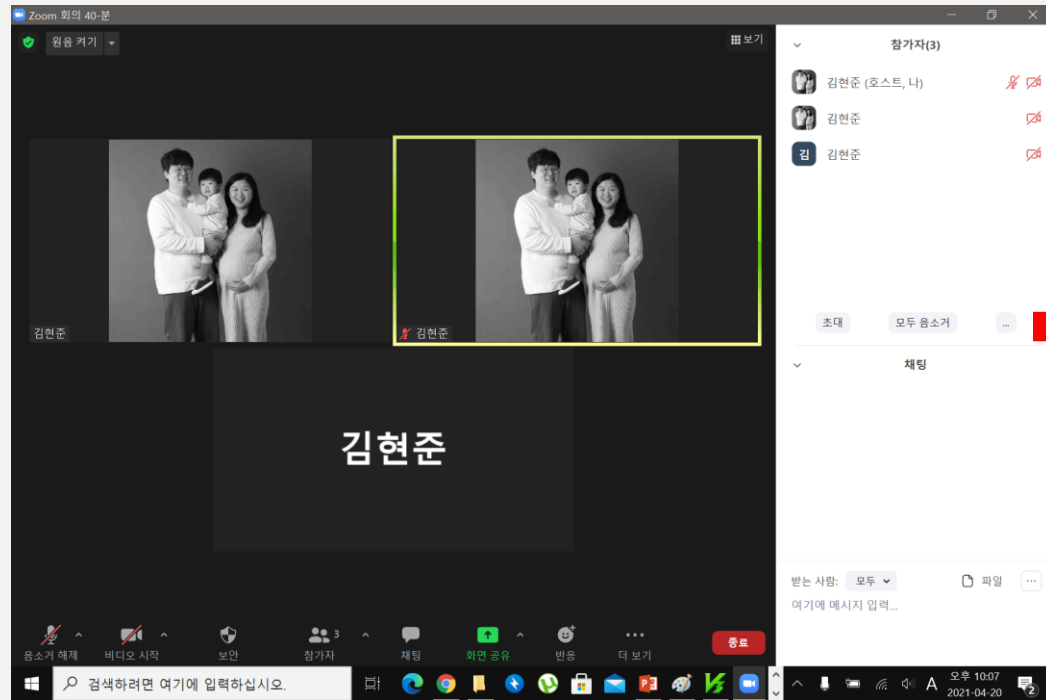 Zoom 회의 40-분
원음 켜기
보기
김현준
김현준
김현준
음소거 해제
비디오 시작
보안
3
참가자
채팅
화면 공유
반응
더 보기
종료
참가자(3)
김현준 (호스트, 나)
김현준
김 김현준
초대 모두 음소거 ...
채팅
받는 사람: 모두 파일
여기에 메시지 입력...
검색하려면 여기에 입력하십시오.
A
오후 10:07
2021-04-20
2